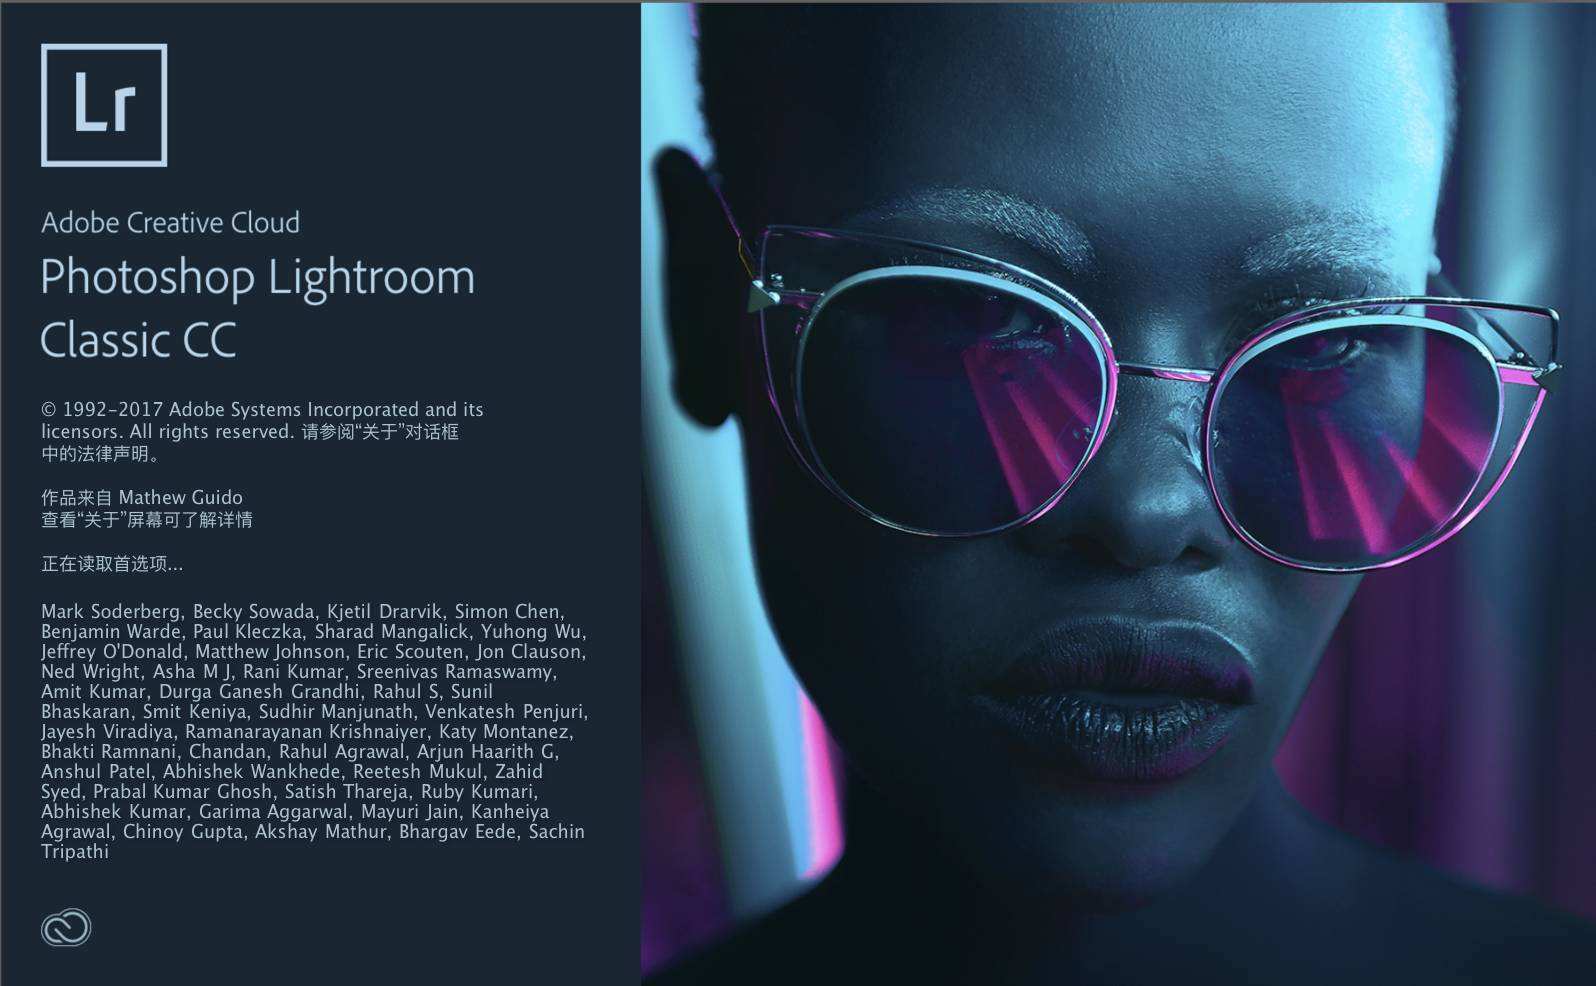 Lr
Adobe Creative Cloud
Photoshop Lightroom
Classic CC
© 1992-2017 Adobe Systems Incorporated and its
licensors. All rights reserved. 请参阅“关于”对话框
中的法律声明。
作品来自 Mathew Guido
查看“关于”屏幕可了解详情
正在读取首选项...
Mark Soderberg, Becky Sowada, Kjetil Drarvik, Simon Chen,
Benjamin Warde, Paul Kleczka, Sharad Mangalick, Yuhong Wu,
Jeffrey O'Donald, Matthew Johnson, Eric Scouten, Jon Clauson,
Ned Wright, Asha M J, Rani Kumar, Sreenivas Ramaswamy,
Amit Kumar, Durga Ganesh Grandhi, Rahul S, Sunil
Bhaskaran, Smit Keniya, Sudhir Manjunath, Venkatesh Penjuri,
Jayesh Viradiya, Ramanarayanan Krishnaiyer, Katy Montanez,
Bhakti Ramnani, Chandan, Rahul Agrawal, Arjun Haarith G,
Anshul Patel, Abhishek Wankhede, Reetesh Mukul, Zahid
Syed, Prabal Kumar Ghosh, Satish Thareja, Ruby Kumari,
Abhishek Kumar, Garima Aggarwal, Mayuri Jain, Kanheiya
Agrawal, Chinoy Gupta, Akshay Mathur, Bhargav Eede, Sachin
Tripathi